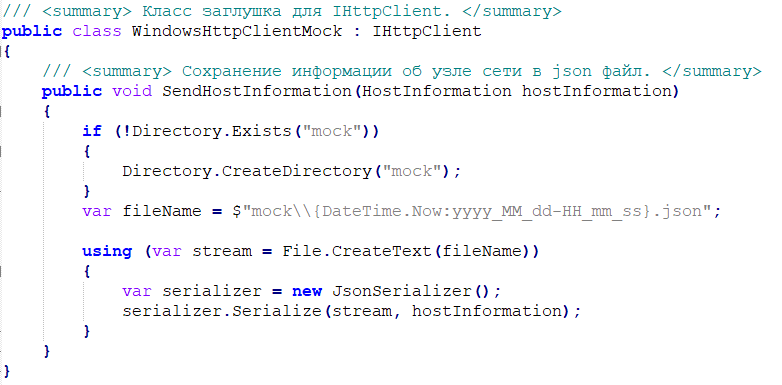 /// <summary> Класс заглушка для IHttpClient. </summary>
public class WindowsHttpClientMock : IHttpClient
{
/// <summary> Сохранение информации об узле сети в json файл. </summary>
public void SendHostInformation(HostInformation hostInformation)
{
if (!Directory.Exists("mock"))
{
Directory.CreateDirectory("mock");
}
var fileName = $"mock\\{DateTime.Now:yyyy_MM_dd-HH_mm_ss}.json";
using (var stream = File.CreateText(fileName))
{
var serializer = new JsonSerializer();
serializer.Serialize(stream, hostInformation);
}
}
}